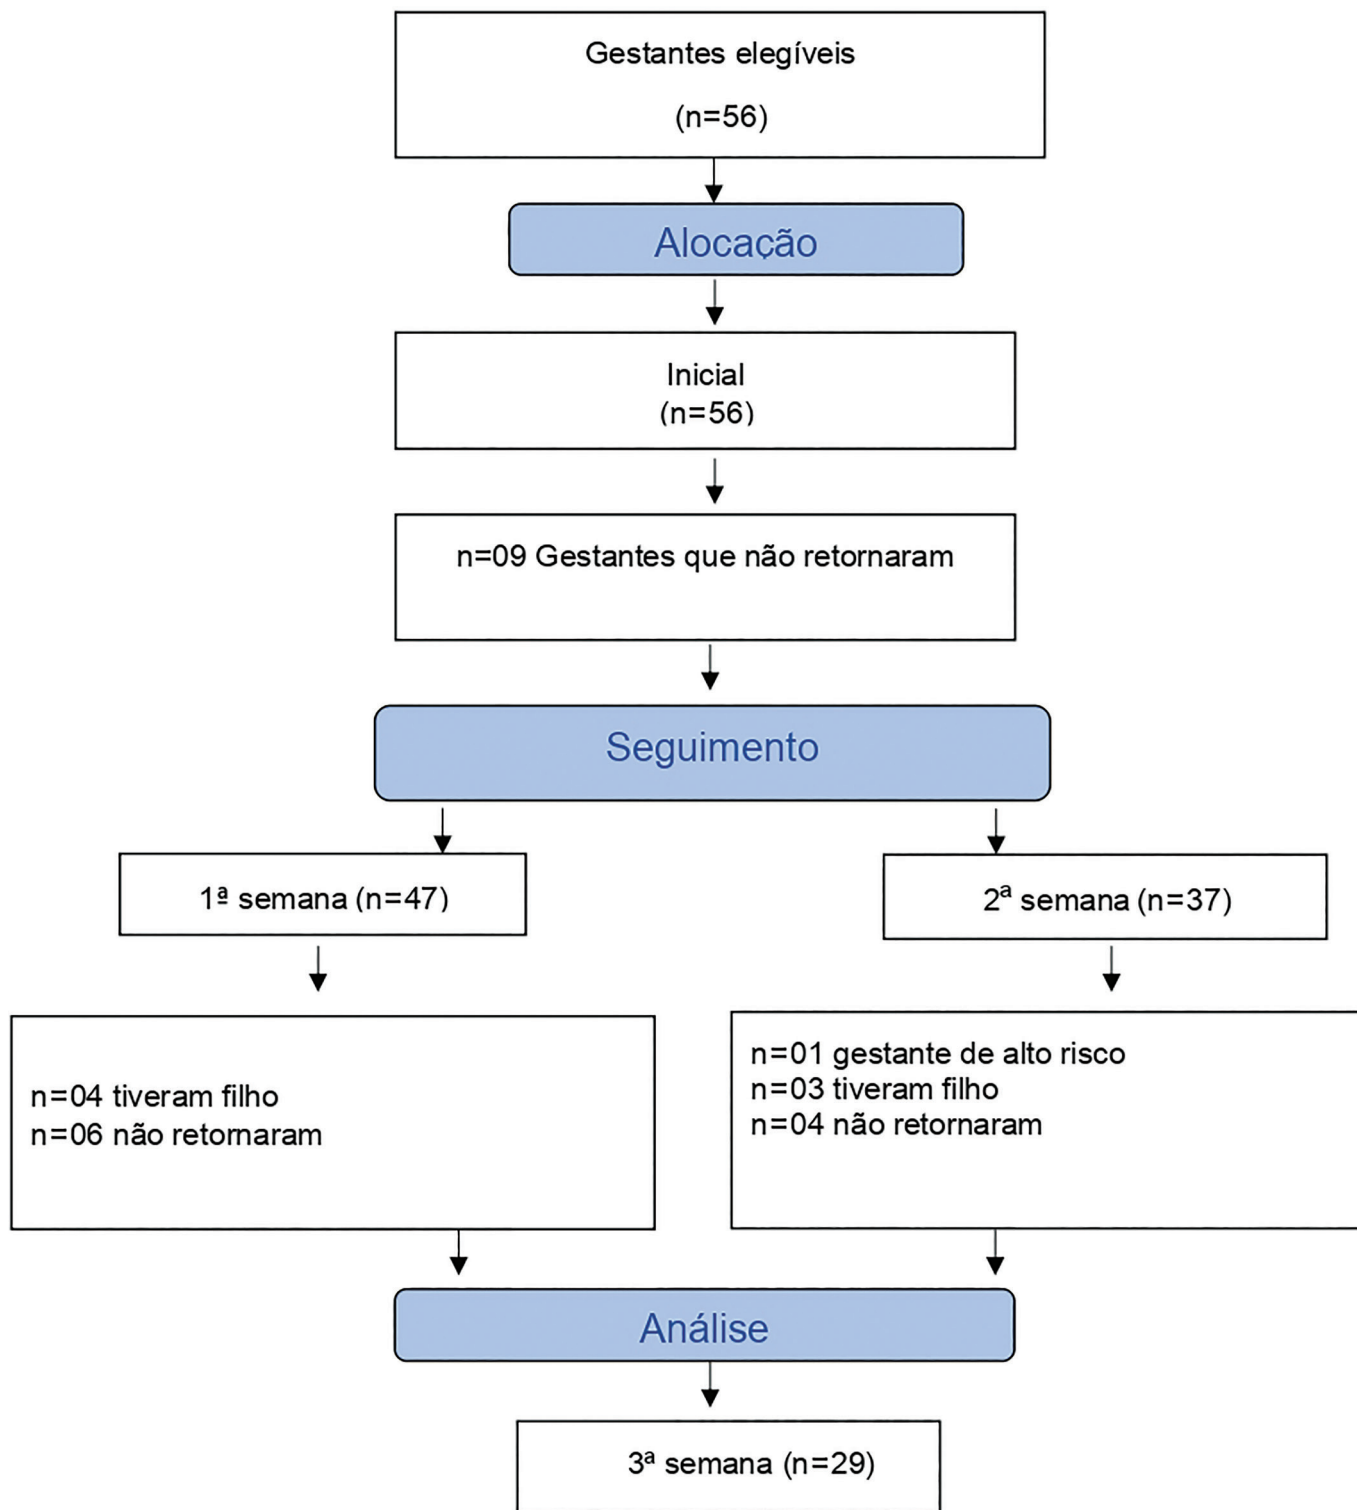 Gestantes elegíveis
(n=56)
Alocação
Inicial
(n=56)
n=09 Gestantes que não retornaram
Seguimento
1ª semana (n=47)
2ª semana (n=37)
n=04 tiveram filho
n=06 não retornaram
n=01 gestante de alto risco
n=03 tiveram filho
n=04 não retornaram
Análise
3ª semana (n=29)